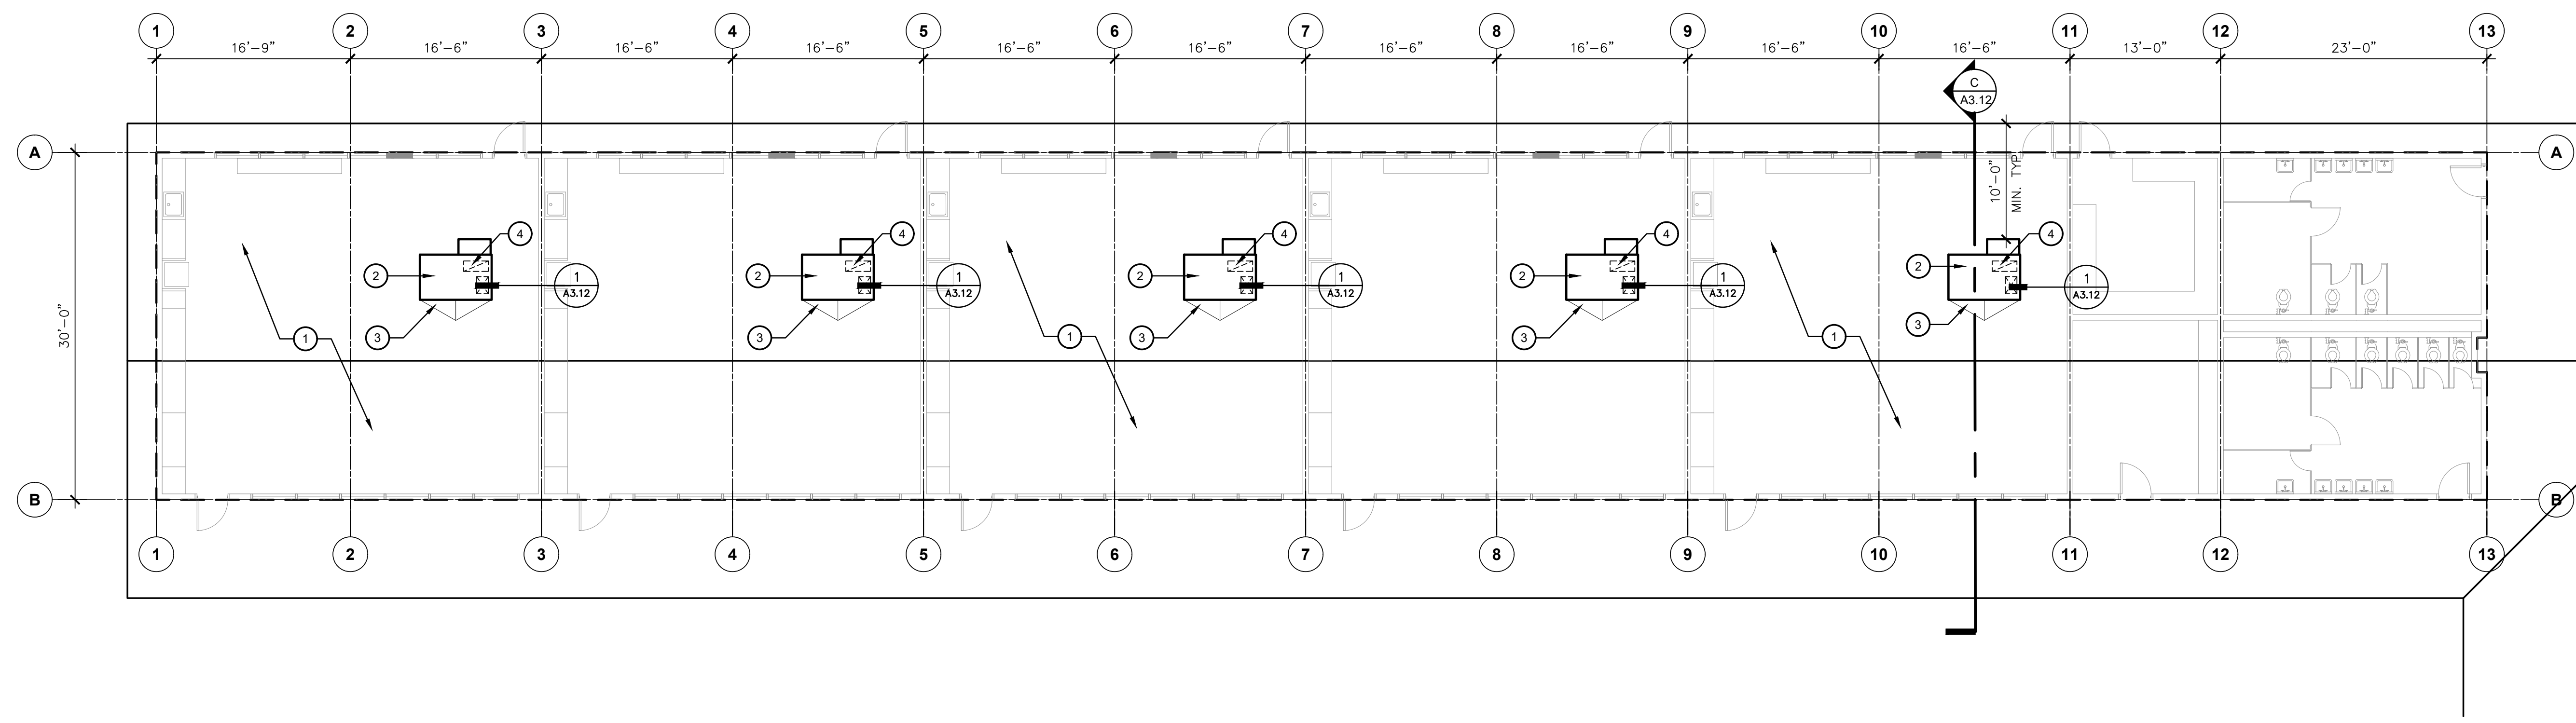 1 2 3 4 5 6 7 8 9 10 11 12 13
16'-9" 16'-6" 16'-6" 16'-6" 16'-6" 16'-6" 16'-6" 16'-6" 16'-6" 16'-6" 13'-0" 23'-0"
C
A3.12
A A
10'-0"
MIN. TYP
4 4 4 4 4
2 2 2 2 2
1 1 1 1 1
A3.12 A3.12 A3.12 A3.12 A3.12
30'-0"
3 3 3 3 3
1 1 1
B B
1 2 3 4 5 6 7 8 9 10 11 12 13